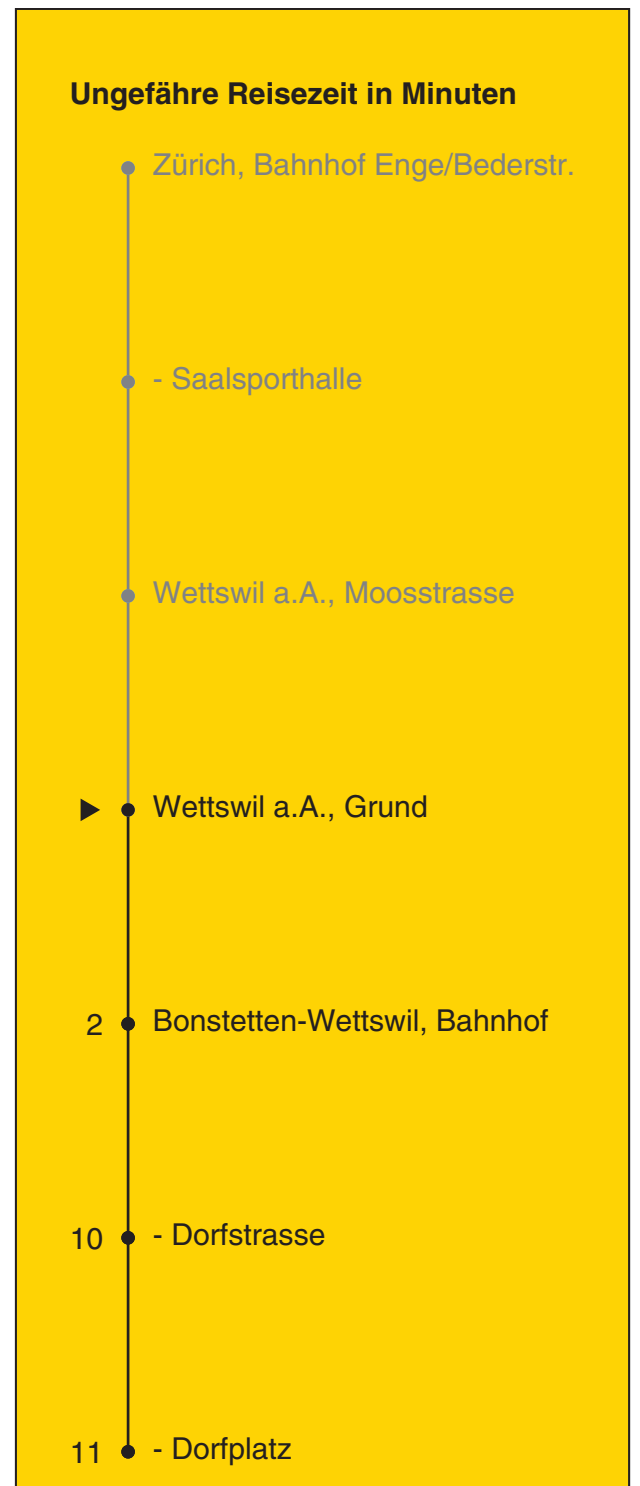 Ungefähre Reisezeit in Minuten
Zürich, Bahnhof Enge/Bederstr.
- Saalsporthalle
Wettswil a.A., Moosstrasse
Wettswil a.A., Grund
2 Bonstetten-Wettswil, Bahnhof
10 - Dorfstrasse
11 - Dorfplatz